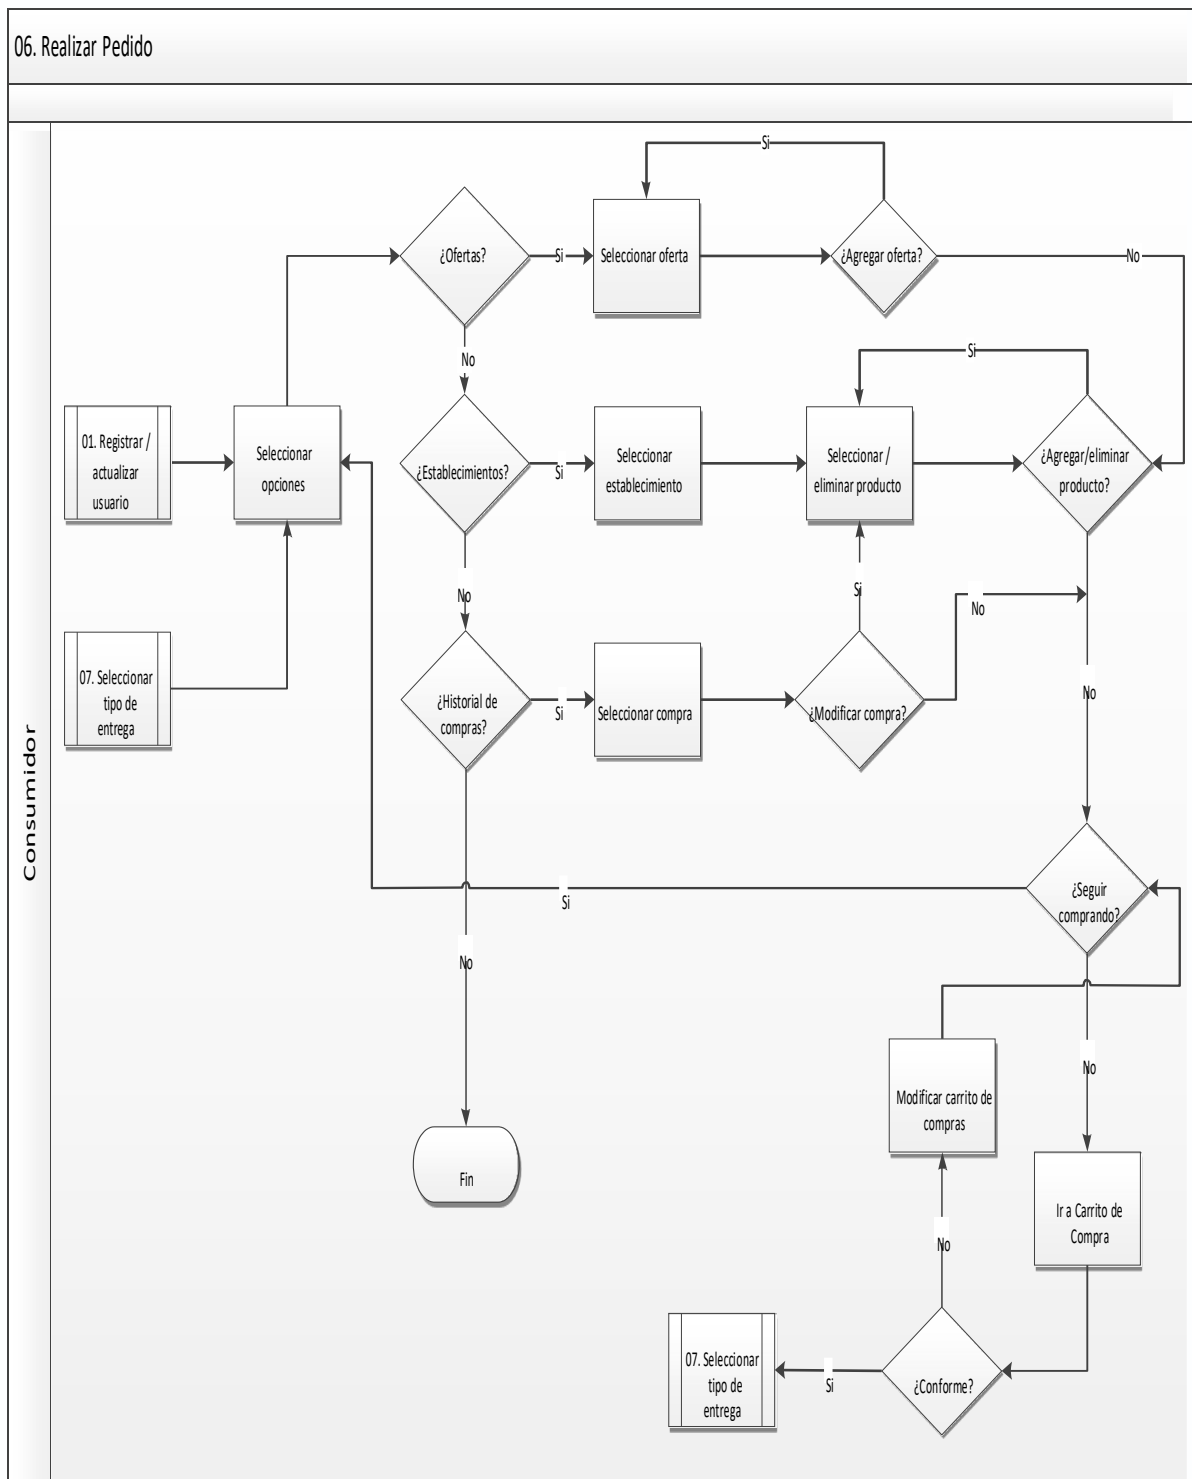 06. Realizar Pedido
Consumidor
Si
¿Ofertas?
Si
Seleccionar oferta
¿Agregar oferta?
No
No
Si
01. Registrar /
actualizar
usuario
Seleccionar
opciones
¿Establecimientos?
Si
Seleccionar
establecimiento
Seleccionar /
eliminar producto
¿Agregar/eliminar
producto?
No
Si
No
07. Seleccionar
tipo de
entrega
¿Historial de
compras?
Si
Seleccionar compra
¿Modificar compra?
No
¿Seguir
comprando?
Si
No
No
Modificar carrito de
compras
Fin
Ir a Carrito de
Compra
No
07. Seleccionar
tipo de
entrega
Si
¿Conforme?